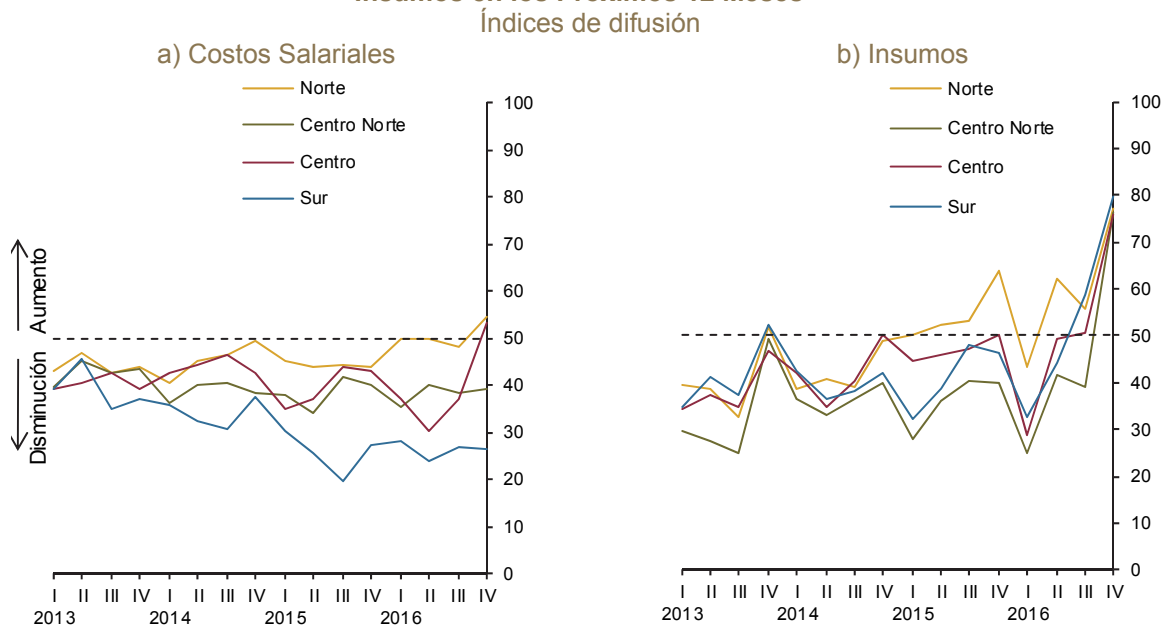 Índices de difusión
a) Costos Salariales
Norte
Centro Norte
Centro
Sur
Aumento
Disminución
100
90
80
70
60
50
40
30
20
10
0
I II III IV I II III IV I II III IV I II III IV
2013 2014 2015 2016
b) Insumos
Norte
Centro Norte
Centro
Sur
100
90
80
70
60
50
40
30
20
10
0
I II III IV I II III IV I II III IV I II III IV
2013 2014 2015 2016